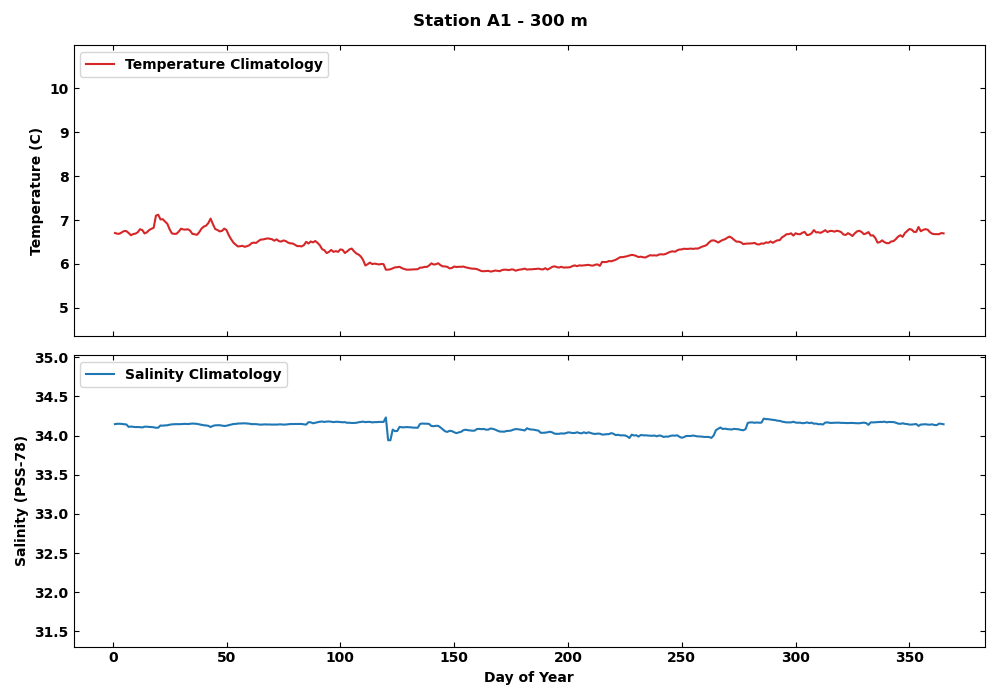 Station A1 - 300 m
Temperature Climatology
Temperature (C)
10
9
8
7
6
5
Salinity Climatology
Salinity (PSS-78)
35.0
34.5
34.0
33.5
33.0
32.5
32.0
31.5
0 50 100 150 200 250 300 350
Day of Year